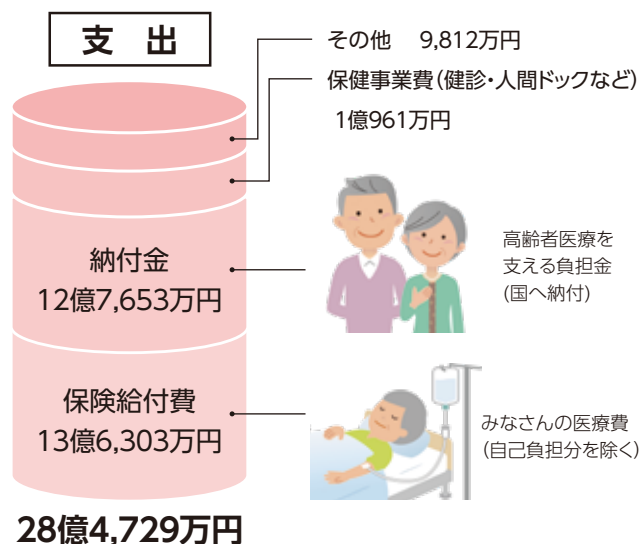 支 出
その他 9,812万円
保健事業費(健診・人間ドックなど)
1億961万円
納付金
12億7,653万円
高齢者医療を
支える負担金
(国へ納付)
保険給付費
13億6,303万円
みなさんの医療費
(自己負担分を除く)
28億4,729万円